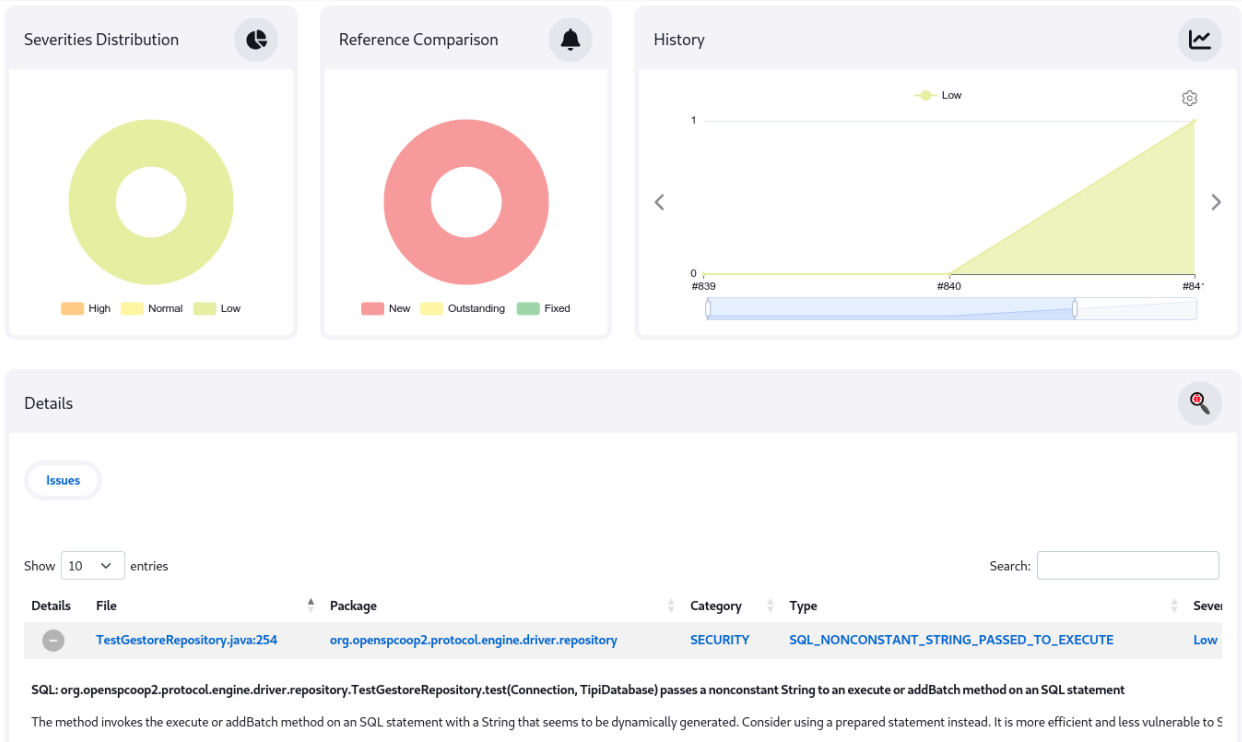 Severities Distribution
Reference Comparison
History
High Normal Low
New Outstanding Fixed
Low
1
0
#839 #840 #841
Details
Issues
Show 10 entries
Search:
Details File Package Category Type Sever
TestGestoreRepository.java:254 org.openspcoop2.protocol.engine.driver.repository SECURITY SQL_NONCONSTANT_STRING_PASSED_TO_EXECUTE Low
SQL: org.openspcoop2.protocol.engine.driver.repository.TestGestoreRepository.test(Connection, TipiDatabase) passes a nonconstant String to an execute or addBatch method on an SQL statement
The method invokes the execute or addBatch method on an SQL statement with a String that seems to be dynamically generated. Consider using a prepared statement instead. It is more efficient and less vulnerable to